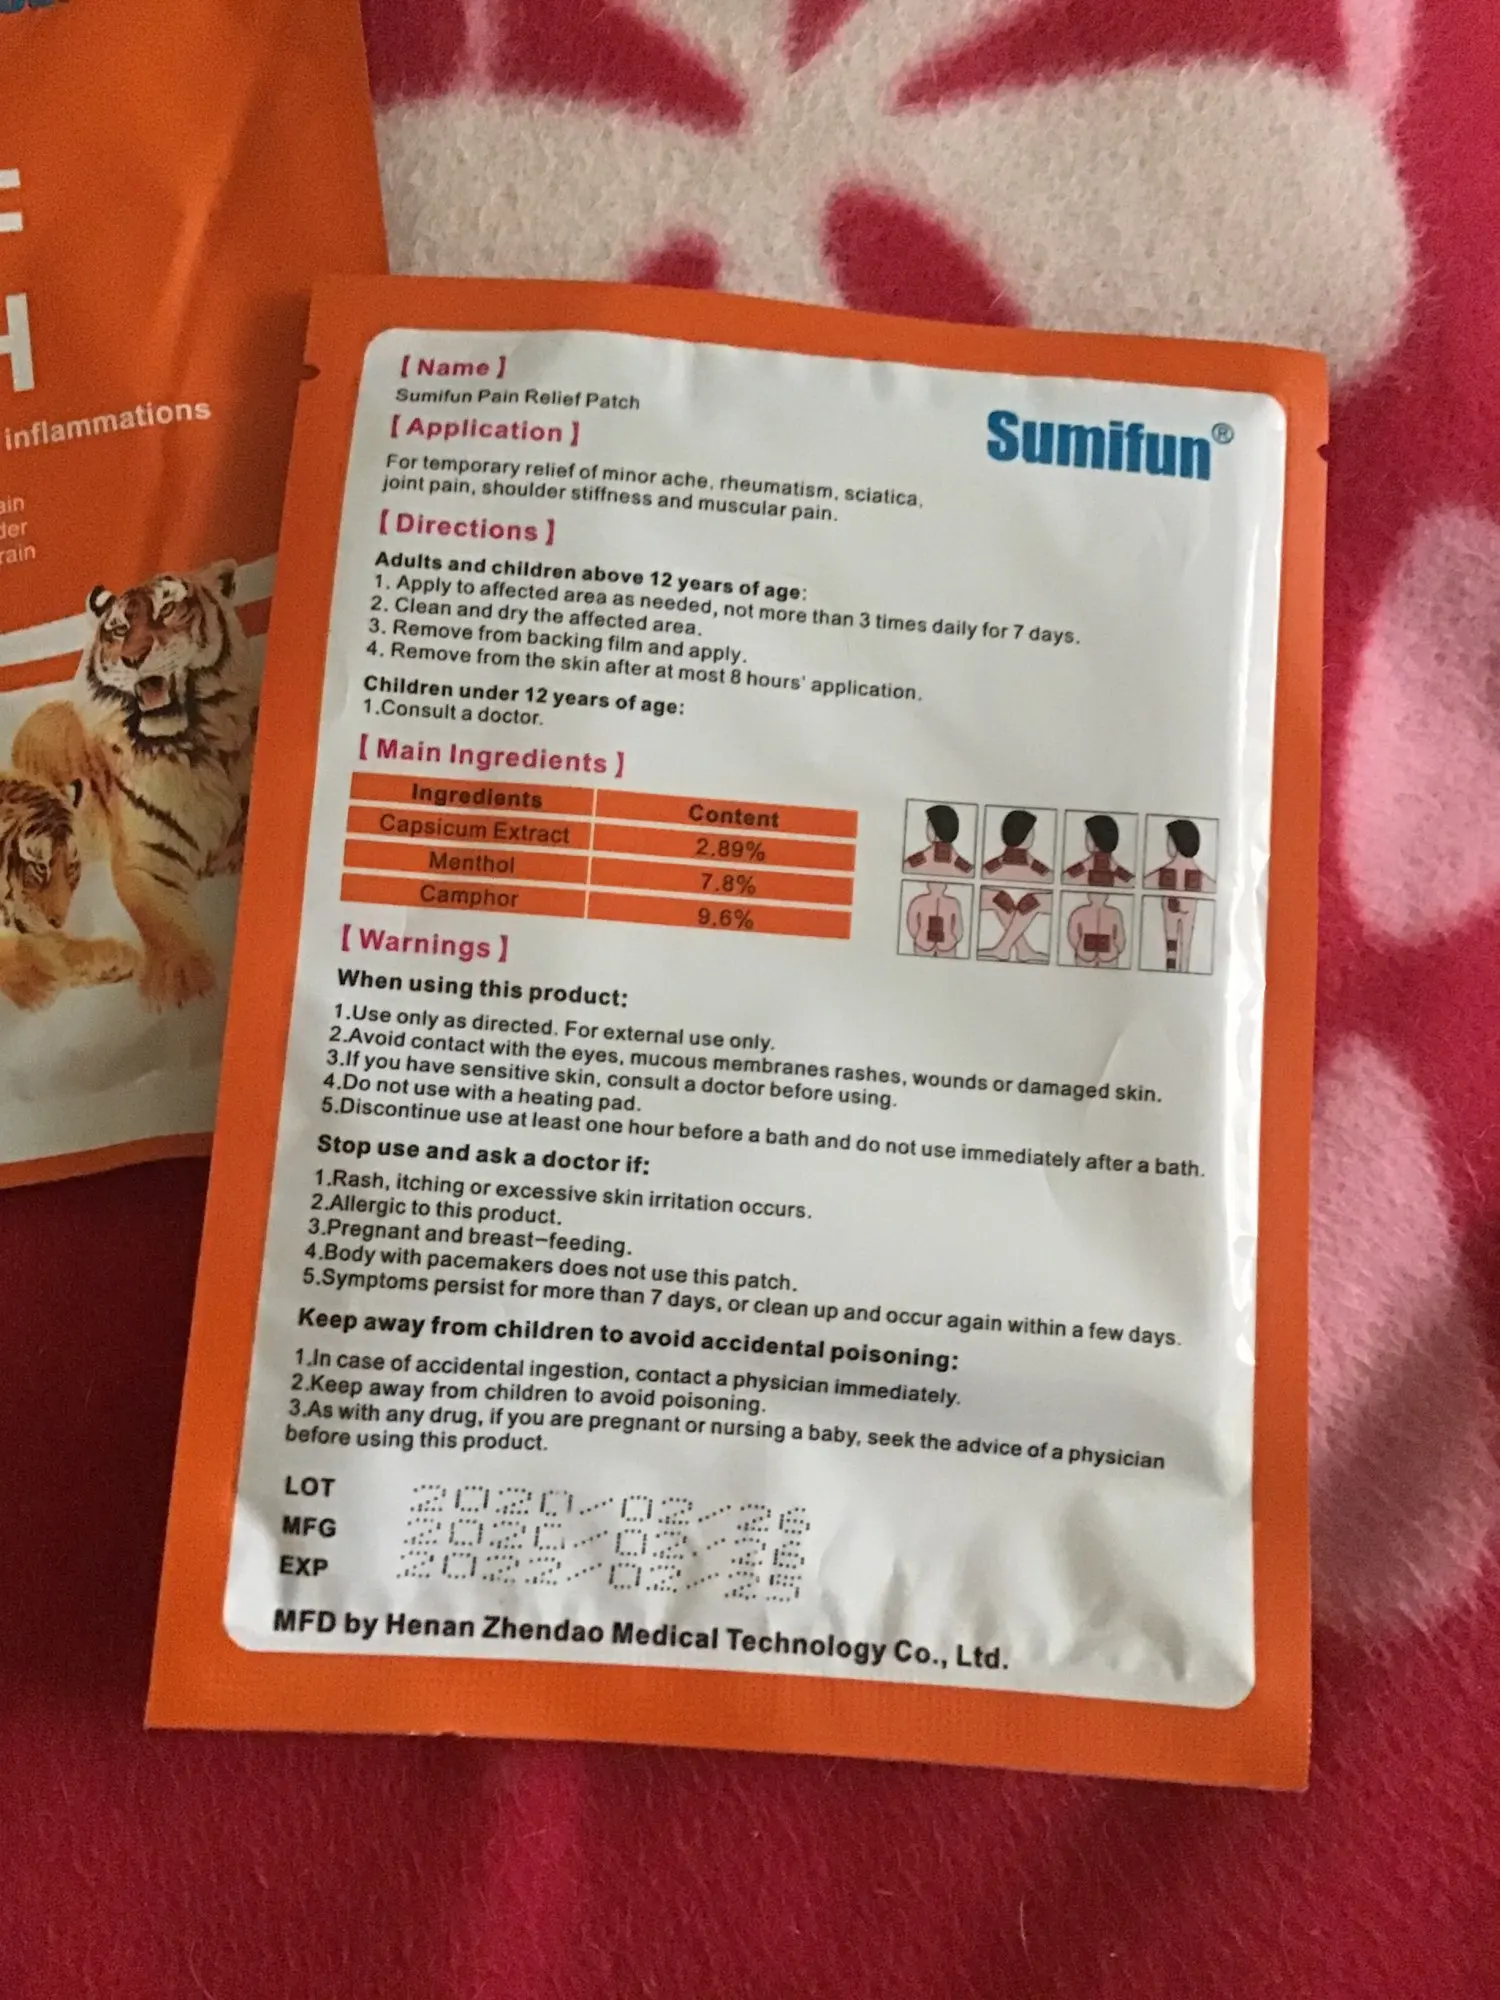 F
H
inflammations
ain
der
rain
【 Name 】
Sumifun Pain Relief Patch
Sumifun®
【 Application 】
For temporary relief of minor ache, rheumatism, sciatica,
joint pain, shoulder stiffness and muscular pain.
【 Directions 】
Adults and children above 12 years of age:
1. Apply to affected area as needed, not more than 3 times daily for 7 days.
2. Clean and dry the affected area.
3. Remove from backing film and apply.
4. Remove from the skin after at most 8 hours' application.
Children under 12 years of age:
1.Consult a doctor.
【 Main Ingredients 】
Ingredients Content
Capsicum Extract 2.89%
Menthol 7.8%
Camphor 9.6%
【 Warnings 】
When using this product:
1.Use only as directed. For external use only.
2.Avoid contact with the eyes, mucous membranes rashes, wounds or damaged skin.
3.If you have sensitive skin, consult a doctor before using.
4.Do not use with a heating pad.
5.Discontinue use at least one hour before a bath and do not use immediately after a bath.
Stop use and ask a doctor if:
1.Rash, itching or excessive skin irritation occurs.
2.Allergic to this product.
3.Pregnant and breast-feeding.
4.Body with pacemakers does not use this patch.
5.Symptoms persist for more than 7 days, or clean up and occur again within a few days.
Keep away from children to avoid accidental poisoning:
1.In case of accidental ingestion, contact a physician immediately.
2.Keep away from children to avoid poisoning.
3.As with any drug, if you are pregnant or nursing a baby, seek the advice of a physician
before using this product.
LOT 2020/02/26
MFG 2020/02/26
EXP 2022/02/25
MFD by Henan Zhendao Medical Technology Co., Ltd.